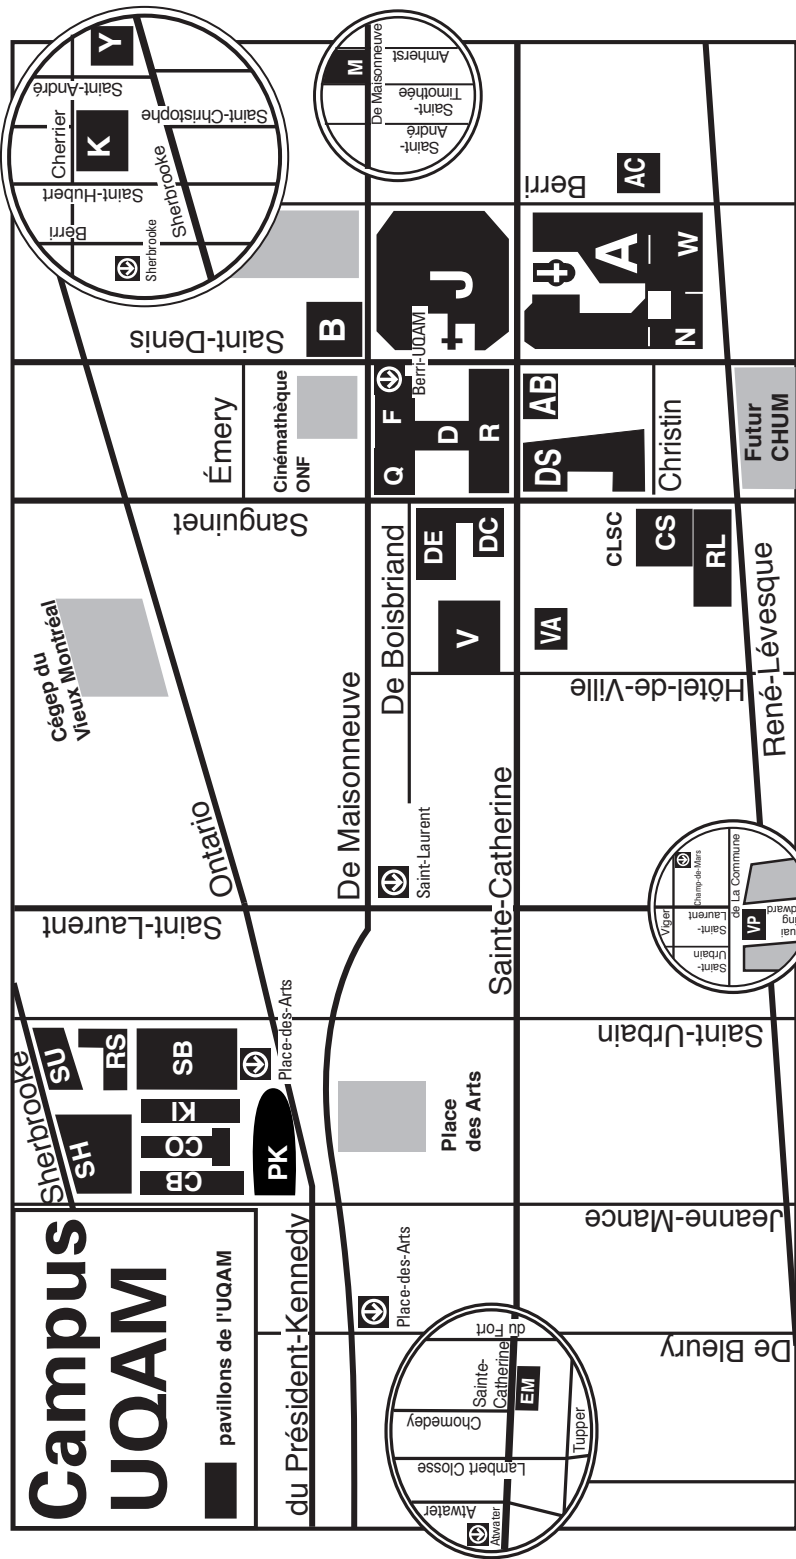 Campus
UQAM
pavillons de l'UQAM
Sherbrooke
SH
SU
RS
CB
CO
KI
SB
PK
Place-des-Arts
du Président-Kennedy
Place-des-Arts
Place
des Arts
Saint-Laurent
Ontario
Cégep du
Vieux Montréal
De Maisonneuve
Saint-Laurent
De Boisbriand
Sainte-Catherine
Saint-Urbain
Jeanne-Mance
De Bleury
Hôtel-de-Ville
René-Lévesque
Sanguinet
Émery
Cinémathèque
ONF
Saint-Denis
B
Q
F
D
R
Berri-UQAM
J
DE
DC
V
VA
CLSC
CS
RL
DS
AB
Christin
Futur
CHUM
A
N
W
Berri
AC
Cherrier
Berri
Saint-Hubert
Saint-André
Saint-Christophe
Sherbrooke
Sherbrooke
K
Y
M
De Maisonneuve
Saint-
André
Saint-
Timothée
Amherst
Atwater
Atwater
Lambert Closse
Chomedey
Sainte-
Catherine
du Fort
EM
Tupper
Viger
Saint-
Urbain
Saint-
Laurent
Champ-de-Mars
de La Commune
VP